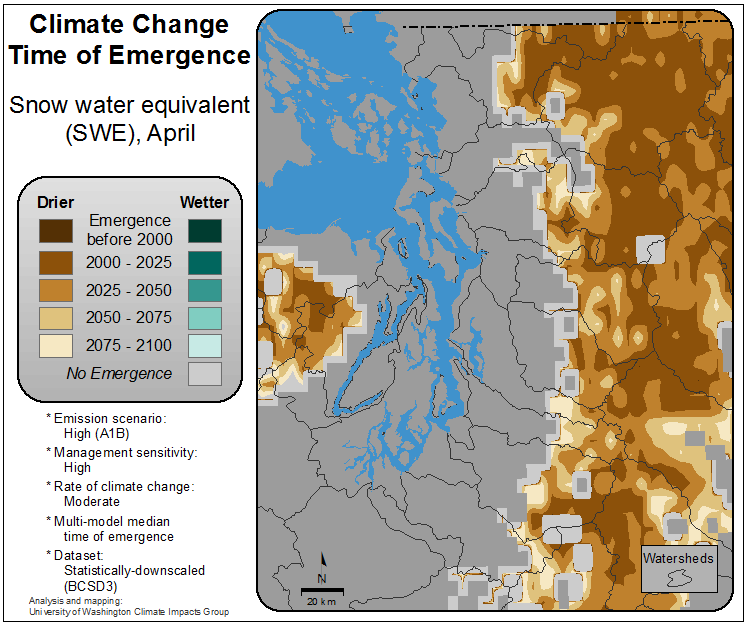 Climate Change
Time of Emergence
Snow water equivalent
(SWE), April
Drier
Wetter
Emergence
before 2000
2000 - 2025
2025 - 2050
2050 - 2075
2075 - 2100
No Emergence
* Emission scenario:
High (A1B)
* Management sensitivity:
High
* Rate of climate change:
Moderate
* Multi-model median
time of emergence
* Dataset:
Statistically-downscaled
(BCSD3)
Analysis and mapping:
University of Washington Climate Impacts Group
N
20 km
Watersheds